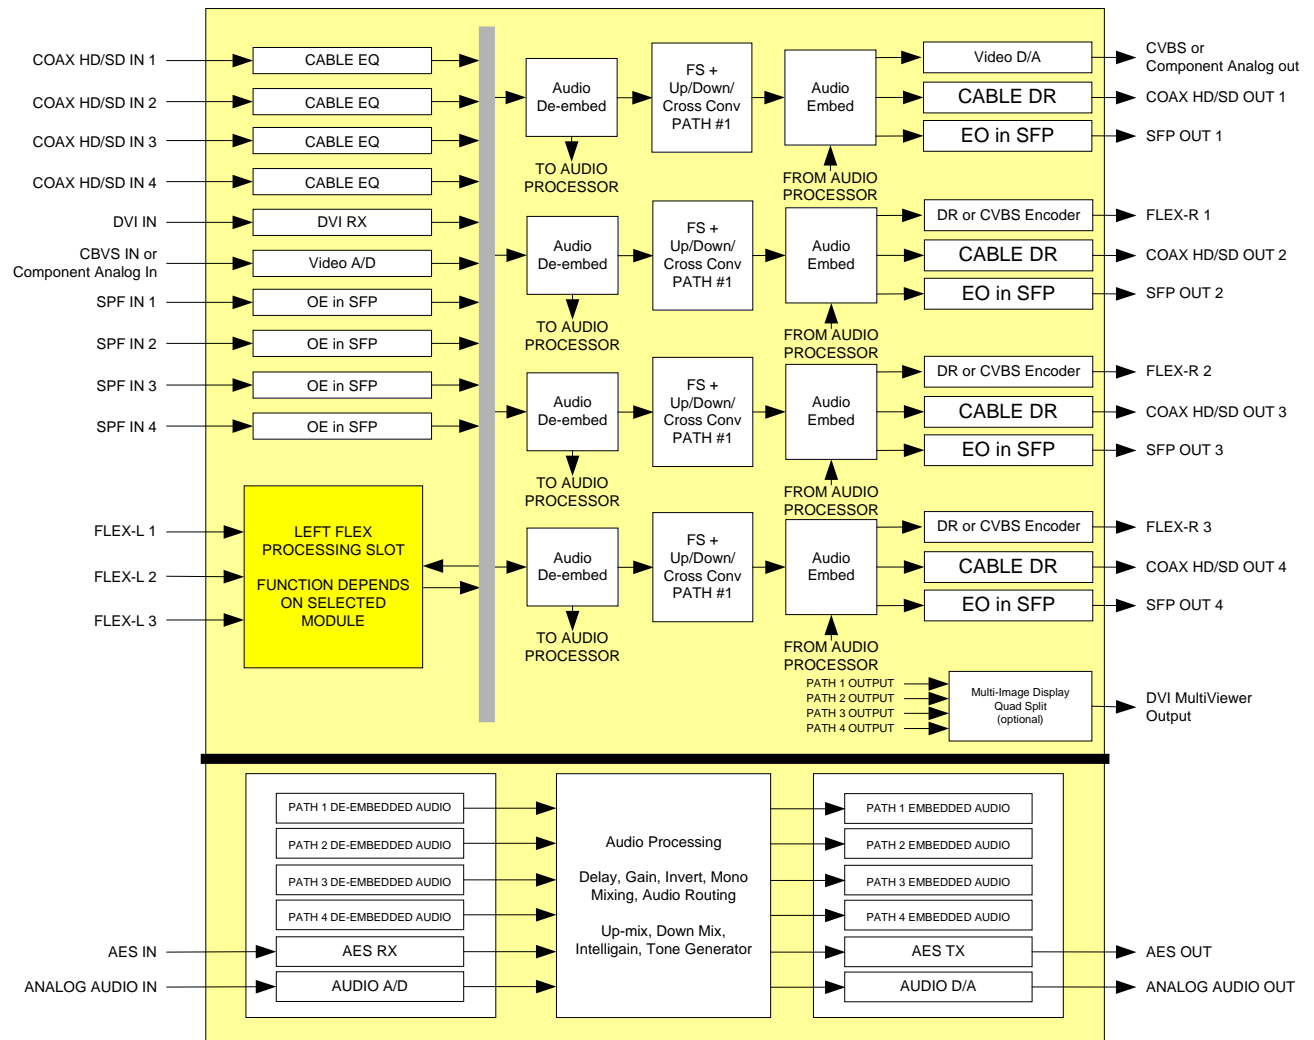 COAX HD/SD IN 1
CABLE EQ
COAX HD/SD IN 2
CABLE EQ
COAX HD/SD IN 3
CABLE EQ
COAX HD/SD IN 4
CABLE EQ
DVI IN
DVI RX
CBVS IN or
Component Analog In
Video A/D
SPF IN 1
OE in SFP
SPF IN 2
OE in SFP
SPF IN 3
OE in SFP
SPF IN 4
OE in SFP
FLEX-L 1
FLEX-L 2
FLEX-L 3
LEFT FLEX
PROCESSING SLOT
FUNCTION DEPENDS
ON SELECTED
MODULE
Audio
De-embed
TO AUDIO
PROCESSOR
FS +
Up/Down/
Cross Conv
PATH #1
Audio
Embed
FROM AUDIO
PROCESSOR
Video D/A
CVBS or
Component Analog out
CABLE DR
COAX HD/SD OUT 1
EO in SFP
SFP OUT 1
Audio
De-embed
TO AUDIO
PROCESSOR
FS +
Up/Down/
Cross Conv
PATH #1
Audio
Embed
FROM AUDIO
PROCESSOR
DR or CVBS Encoder
FLEX-R 1
CABLE DR
COAX HD/SD OUT 2
EO in SFP
SFP OUT 2
Audio
De-embed
TO AUDIO
PROCESSOR
FS +
Up/Down/
Cross Conv
PATH #1
Audio
Embed
FROM AUDIO
PROCESSOR
DR or CVBS Encoder
FLEX-R 2
CABLE DR
COAX HD/SD OUT 3
EO in SFP
SFP OUT 3
Audio
De-embed
TO AUDIO
PROCESSOR
FS +
Up/Down/
Cross Conv
PATH #1
Audio
Embed
FROM AUDIO
PROCESSOR
DR or CVBS Encoder
FLEX-R 3
CABLE DR
COAX HD/SD OUT 4
EO in SFP
SFP OUT 4
PATH 1 OUTPUT
PATH 2 OUTPUT
PATH 3 OUTPUT
PATH 4 OUTPUT
Multi-Image Display
Quad Split
(optional)
DVI MultiViewer
Output
PATH 1 DE-EMBEDDED AUDIO
PATH 2 DE-EMBEDDED AUDIO
PATH 3 DE-EMBEDDED AUDIO
PATH 4 DE-EMBEDDED AUDIO
AES IN
AES RX
ANALOG AUDIO IN
AUDIO A/D
Audio Processing
Delay, Gain, Invert, Mono
Mixing, Audio Routing
Up-mix, Down Mix,
Intelligain, Tone Generator
PATH 1 EMBEDDED AUDIO
PATH 2 EMBEDDED AUDIO
PATH 3 EMBEDDED AUDIO
PATH 4 EMBEDDED AUDIO
AES TX
AES OUT
AUDIO D/A
ANALOG AUDIO OUT